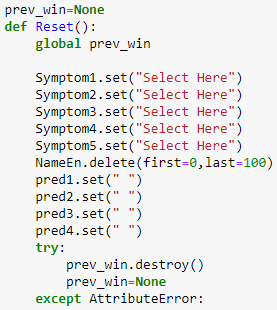 prev_win=None
def Reset():
    global prev_win

    Symptom1.set("Select Here")
    Symptom2.set("Select Here")
    Symptom3.set("Select Here")
    Symptom4.set("Select Here")
    Symptom5.set("Select Here")
    NameEn.delete(first=0,last=100)
    pred1.set(" ")
    pred2.set(" ")
    pred3.set(" ")
    pred4.set(" ")
    try:
        prev_win.destroy()
        prev_win=None
    except AttributeError: